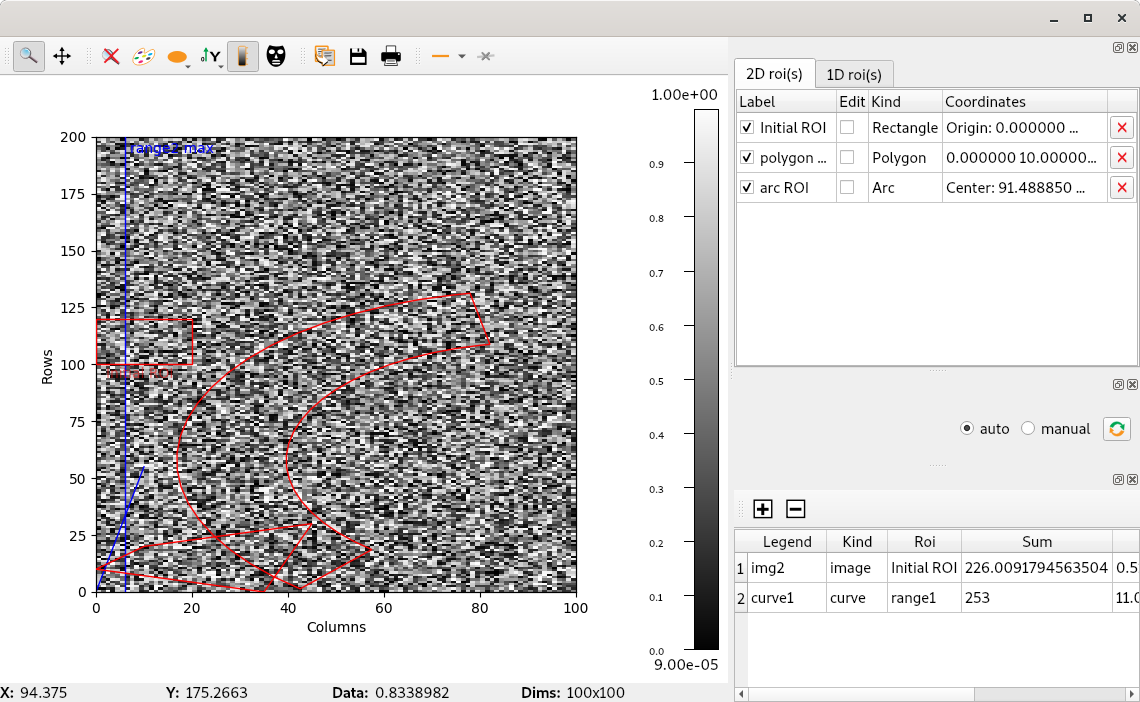 Y
2D roi(s) 1D roi(s)
Label Edit Kind Coordinates
Initial ROI Rectangle Origin: 0.000000 ...
polygon ... Polygon 0.000000 10.00000...
arc ROI Arc Center: 91.488850 ...
1.00e+00
0.9
0.8
0.7
0.6
0.5
0.4
0.3
0.2
0.1
0.0
9.00e-05
range2 max
200
175
150
125
100
75
50
25
0
Rows
0 20 40 60 80 100
Columns
auto manual
Legend Kind Roi Sum
1 img2 image Initial ROI 226.0091794563504 0.5
2 curve1 curve range1 253 11.0
X: 94.375 Y: 175.2663 Data: 0.8338982 Dims: 100x100